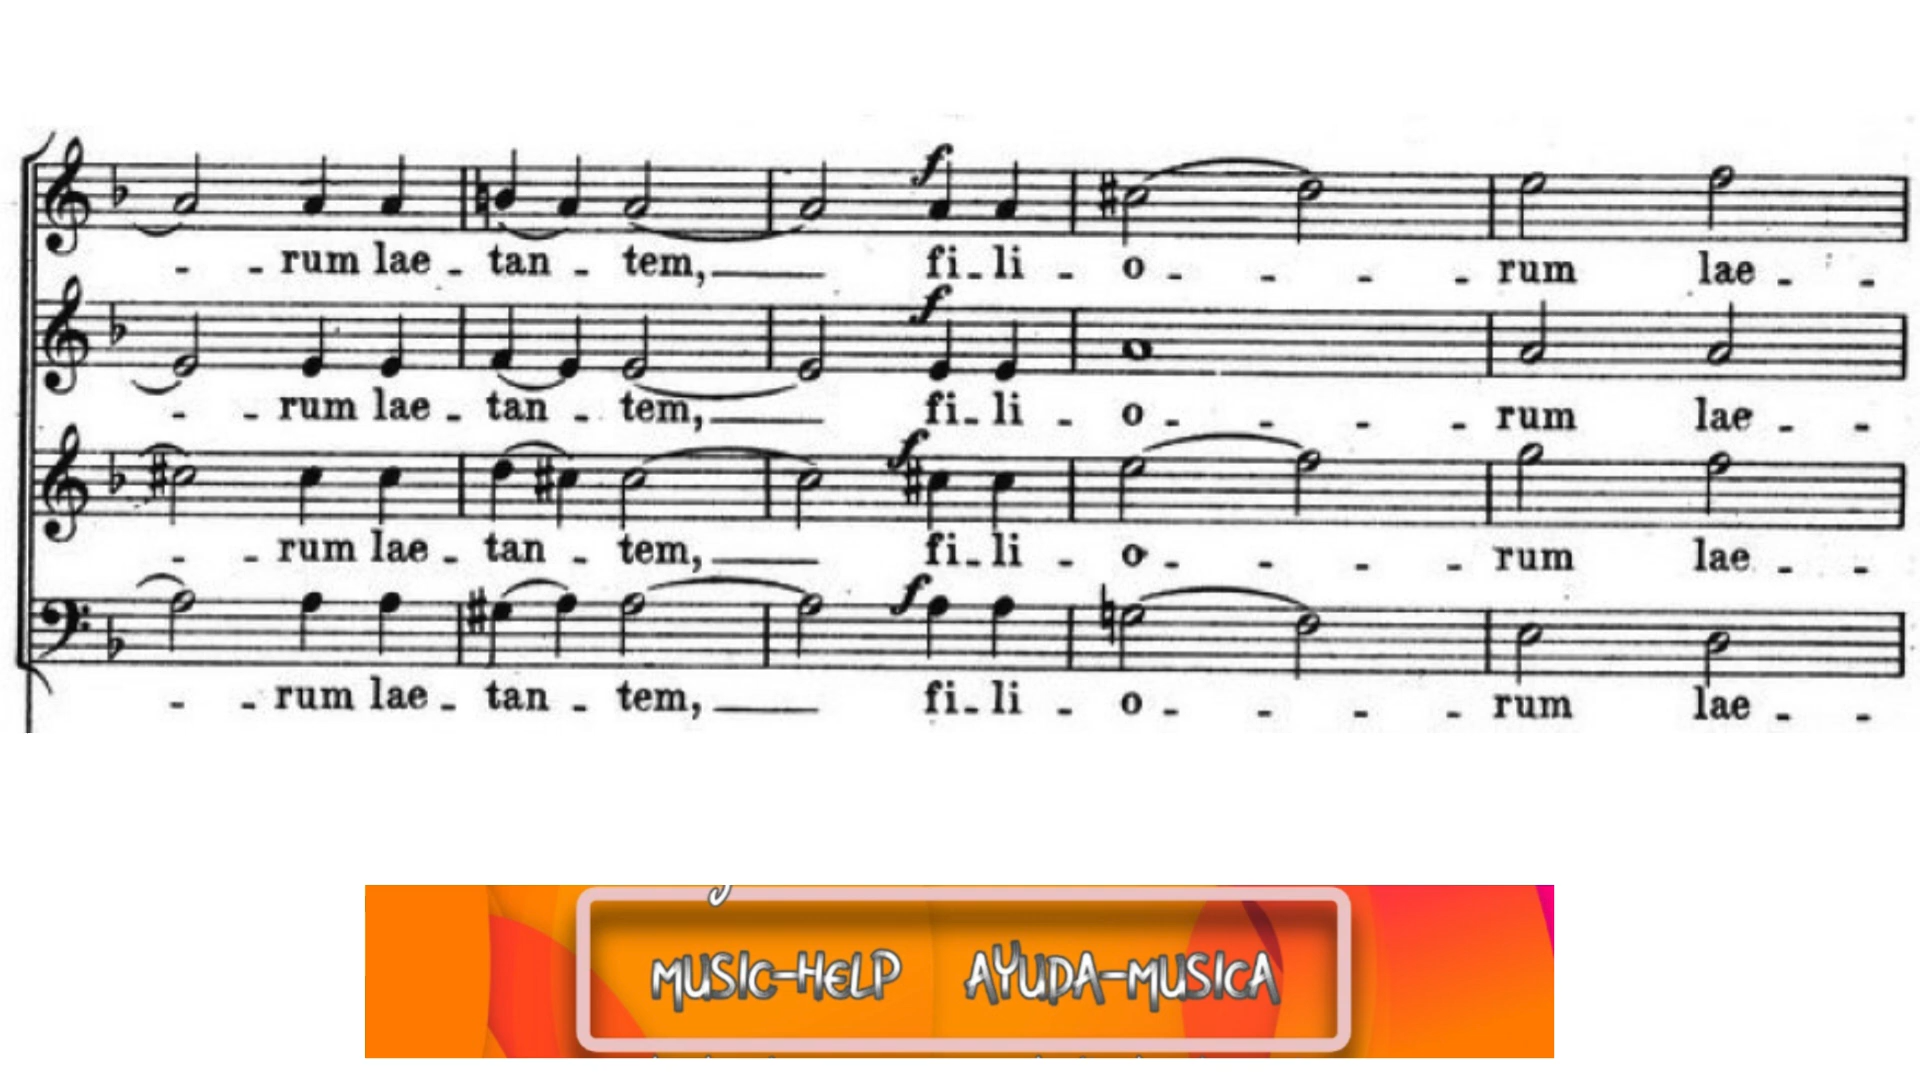 f
- - rum lae - tan - tem, fi - li - o - - - - rum lae - -
f
- - rum lae - tan - tem, fi - li - o - - - - rum lae - -
f
- - rum lae - tan - tem, fi - li - o - - - - rum lae - -
f
- - rum lae - tan - tem, fi - li - o - - - - rum lae - -
MUSIC-HELP AYUDA-MUSICA